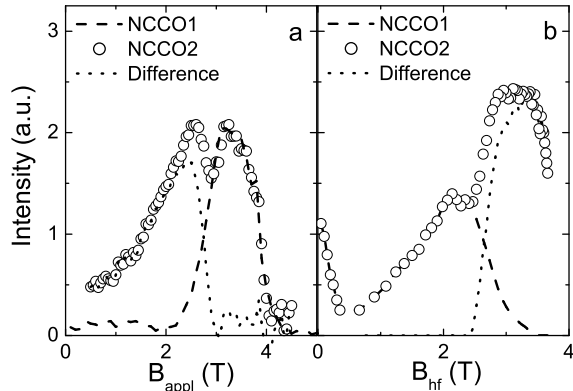 3
2
1
0
Intensity (a.u.)
NCCO1
NCCO2
Difference
a
0
2
4
B_appl (T)
NCCO1
NCCO2
Difference
b
0
2
4
B_hf (T)